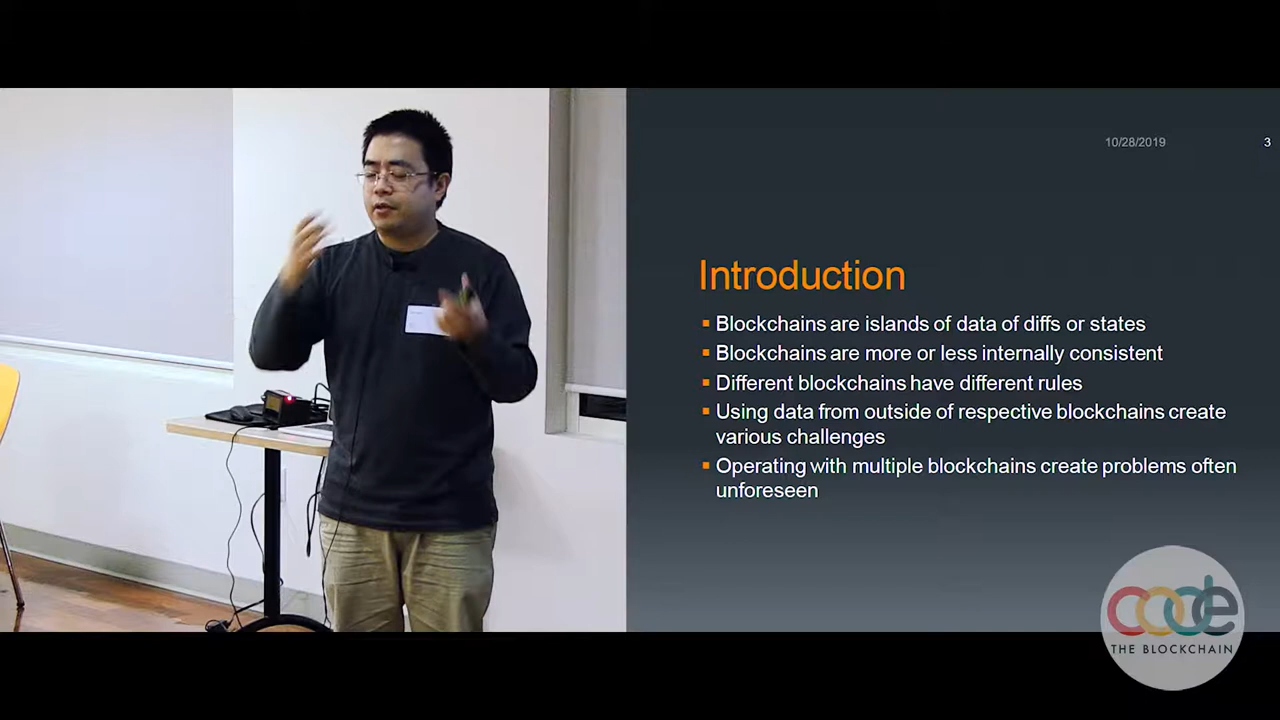 10/28/2019
3
Introduction
Blockchains are islands of data of diffs or states
Blockchains are more or less internally consistent
Different blockchains have different rules
Using data from outside of respective blockchains create
various challenges
Operating with multiple blockchains create problems often
unforeseen
code
THE BLOCKCHAIN